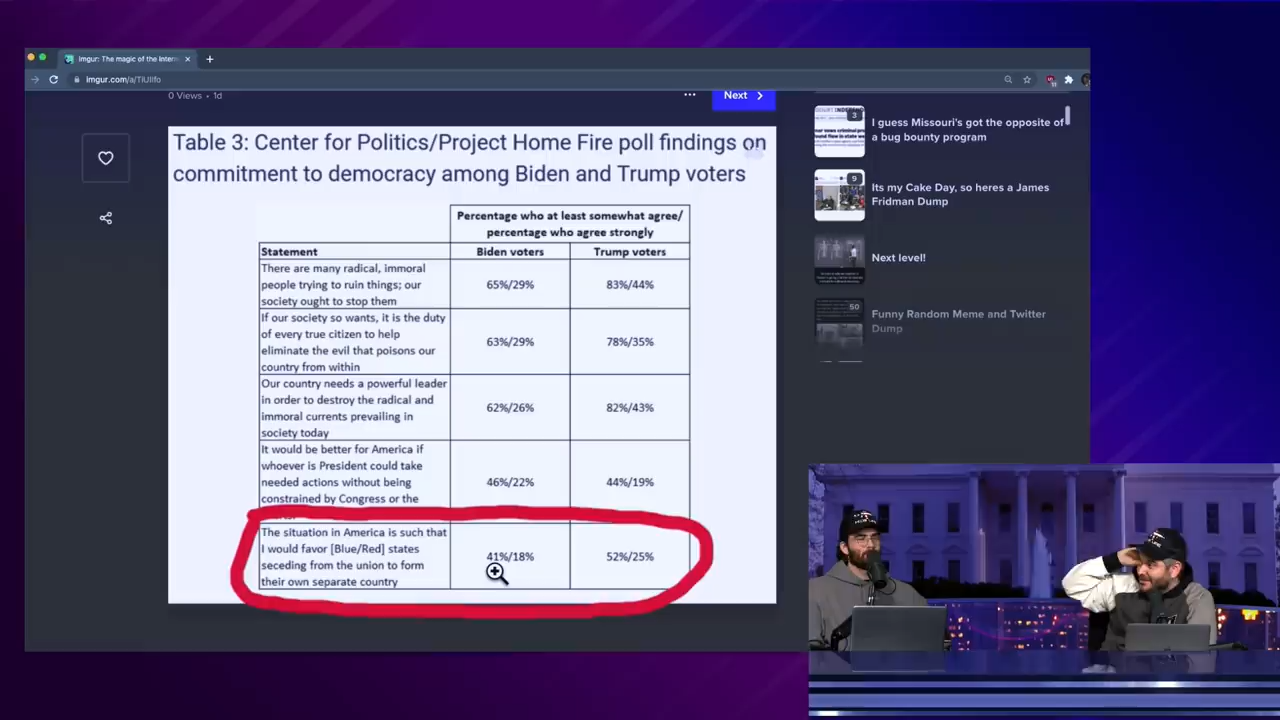 Imgur: The magic of the Intern
imgur.com/a/TlUIIfo
0 Views • 1d
Next
Table 3: Center for Politics/Project Home Fire poll findings on
commitment to democracy among Biden and Trump voters
Percentage who at least somewhat agree/
percentage who agree strongly
Statement Biden voters Trump voters
There are many radical, immoral
people trying to ruin things; our
society ought to stop them
65%/29% 83%/44%
If our society so wants, it is the duty
of every true citizen to help
eliminate the evil that poisons our
country from within
63%/29% 78%/35%
Our country needs a powerful leader
in order to destroy the radical and
immoral currents prevailing in
society today
62%/26% 82%/43%
It would be better for America if
whoever is President could take
needed actions without being
constrained by Congress or the
46%/22% 44%/19%
The situation in America is such that
I would favor [Blue/Red] states
seceding from the union to form
their own separate country
41%/18% 52%/25%
3
I guess Missouri's got the opposite of
a bug bounty program
9
Its my Cake Day, so heres a James
Fridman Dump
Next level!
50
Funny Random Meme and Twitter
Dump